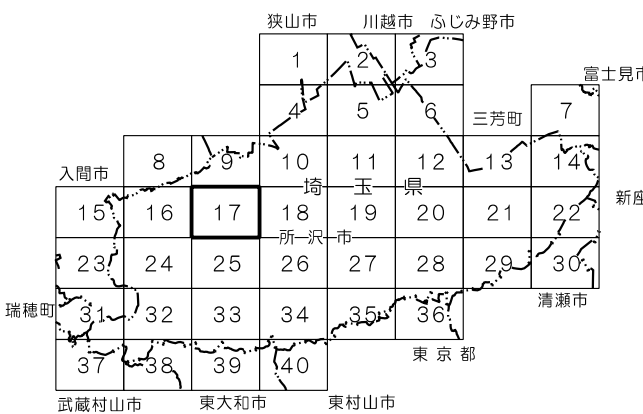 狭山市 川越市 ふじみ野市
1 2 3
富士見市
4 5 6 三芳町 7
8 9 10 11 12 13 14
入間市 埼玉県
15 16 17 18 19 20 21 22 新座
所沢市
23 24 25 26 27 28 29 30
清瀬市
瑞穂町 31 32 33 34 35 36
東京都
37 38 39 40
武蔵村山市 東大和市 東村山市